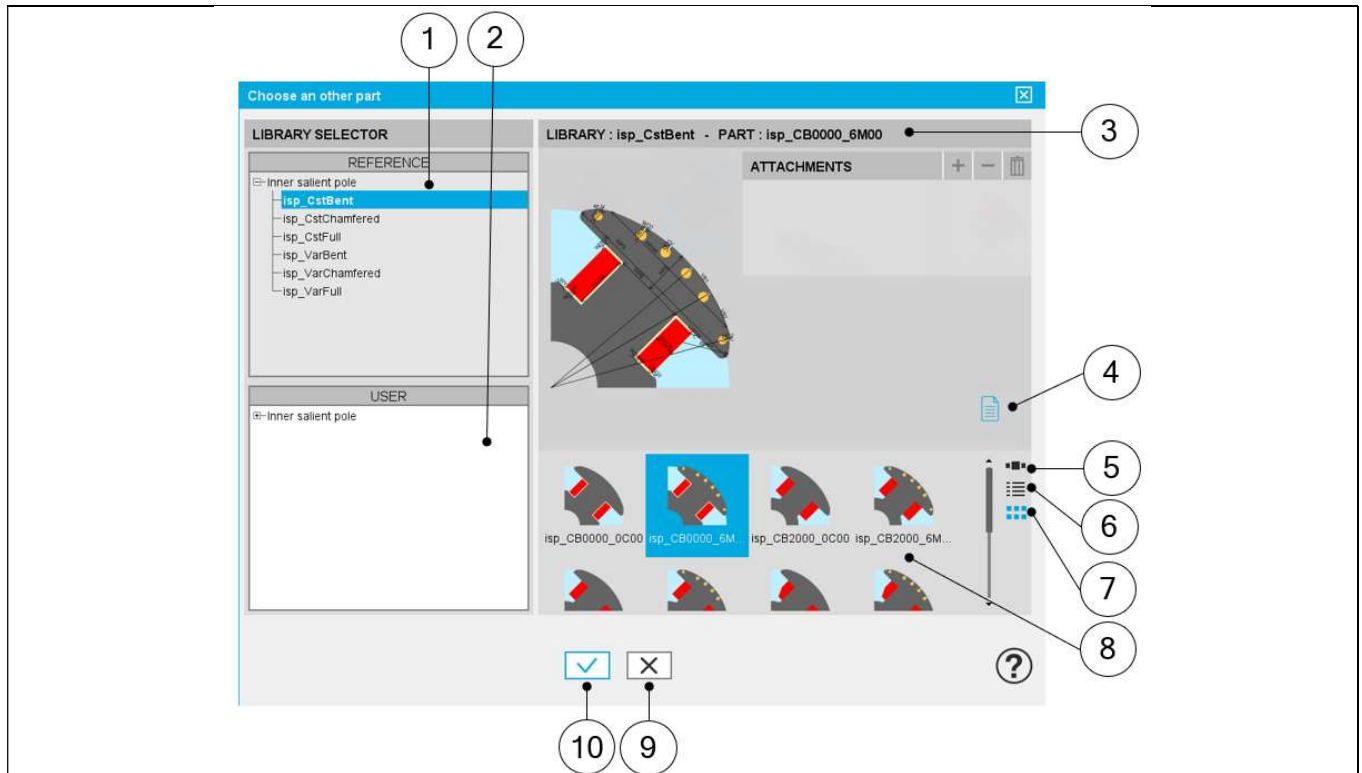 1 2
Choose an other part
LIBRARY SELECTOR
LIBRARY : isp_CstBent - PART : isp_CB0000_6M00
3
REFERENCE
Inner salient pole
isp_CstBent
isp_CstChamfered
isp_CstFull
isp_VarBent
isp_VarChamfered
isp_VarFull
ATTACHMENTS
4
USER
Inner salient pole
5
6
7
isp_CB0000_0C00 isp_CB0000_6M... isp_CB2000_0C00 isp_CB2000_6M...
8
?
10 9